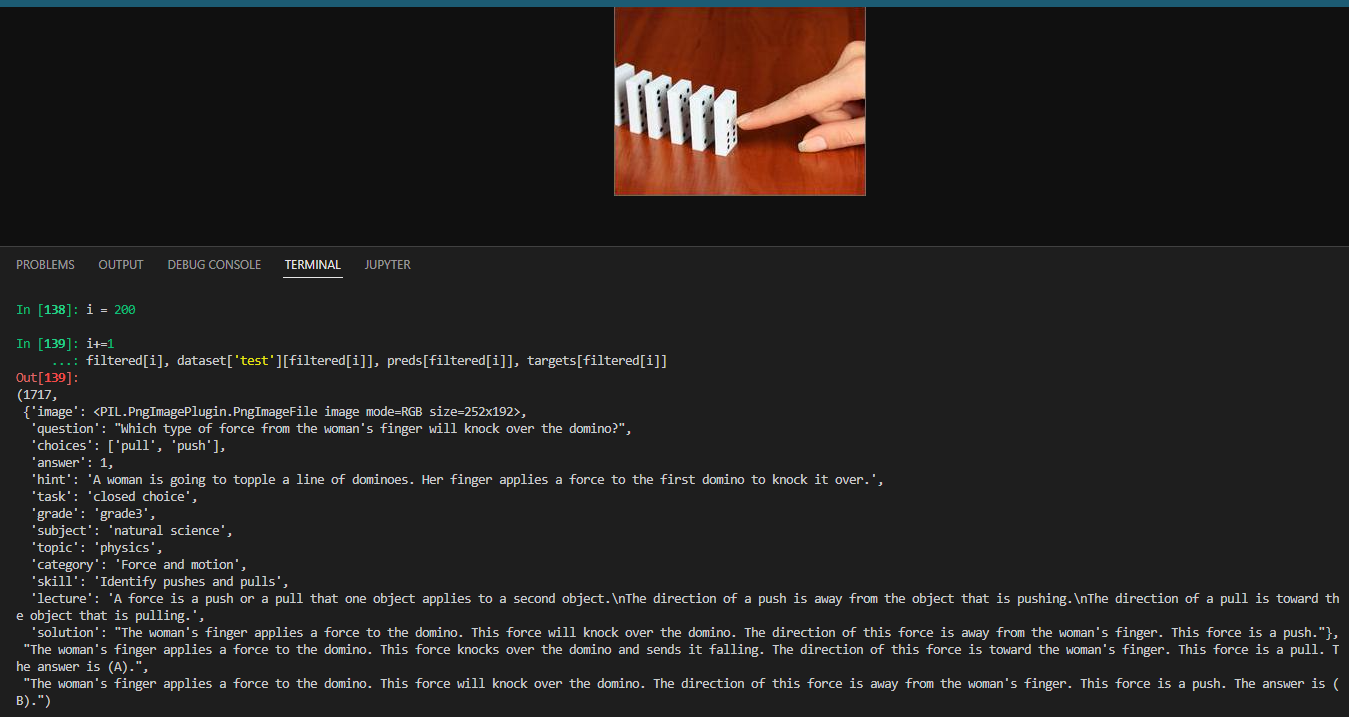 PROBLEMS OUTPUT DEBUG CONSOLE TERMINAL JUPYTER
In [138]: i = 200
In [139]: i+=1
...: filtered[i], dataset['test'][filtered[i]], preds[filtered[i]], targets[filtered[i]]
Out[139]:
(1717,
{'image': <PIL.PngImagePlugin.PngImageFile image mode=RGB size=252x192>,
'question': "Which type of force from the woman's finger will knock over the domino?",
'choices': ['pull', 'push'],
'answer': 1,
'hint': 'A woman is going to topple a line of dominoes. Her finger applies a force to the first domino to knock it over.',
'task': 'closed choice',
'grade': 'grade3',
'subject': 'natural science',
'topic': 'physics',
'category': 'Force and motion',
'skill': 'Identify pushes and pulls',
'lecture': 'A force is a push or a pull that one object applies to a second object.\nThe direction of a push is away from the object that is pushing.\nThe direction of a pull is toward th
e object that is pulling.',
'solution': "The woman's finger applies a force to the domino. This force will knock over the domino. The direction of this force is away from the woman's finger. This force is a push."},
"The woman's finger applies a force to the domino. This force knocks over the domino and sends it falling. The direction of this force is toward the woman's finger. This force is a pull. T
he answer is (A).",
"The woman's finger applies a force to the domino. This force will knock over the domino. The direction of this force is away from the woman's finger. This force is a push. The answer is (
B).")